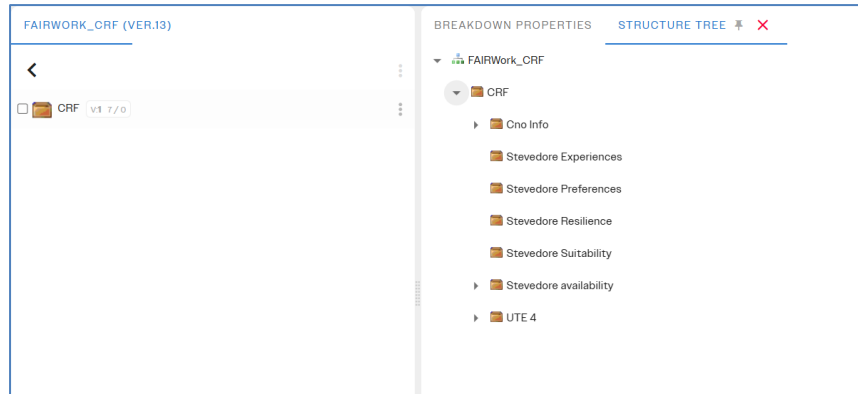 FAIRWORK_CRF (VER.13)
CRF V:1 7/0
BREAKDOWN PROPERTIES STRUCTURE TREE
FAIRWork_CRF
CRF
Cno Info
Stevedore Experiences
Stevedore Preferences
Stevedore Resilience
Stevedore Suitability
Stevedore availability
UTE 4